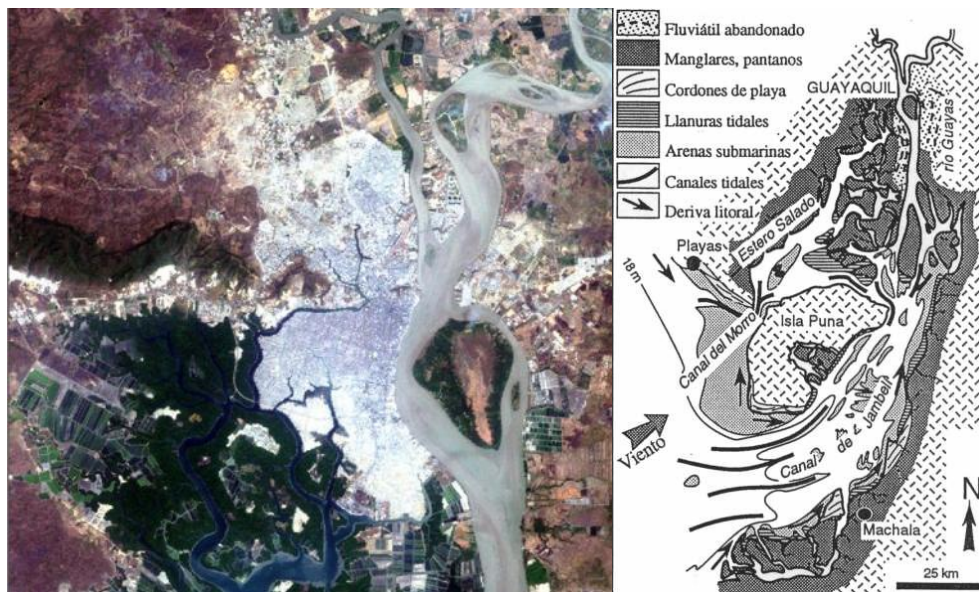 Fluviátil abandonado
Manglares, pantanos
Cordones de playa
Llanuras tidales
Arenas submarinas
Canales tidales
Deriva litoral
GUAYAQUIL
río Guayas
Estero Salado
Playas
18 m
Isla Puna
Canal del Morro
Viento
Canal de Jambelí
N
Machala
25 km